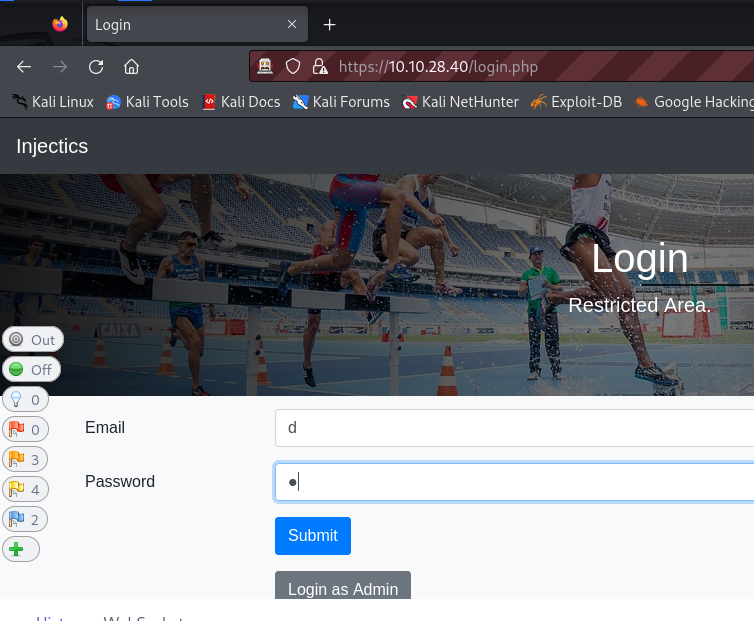 Login
https://10.10.28.40/login.php
Kali Linux Kali Tools Kali Docs Kali Forums Kali NetHunter Exploit-DB Google Hacking
Injectics
Login
Restricted Area.
CAIXA
Out
Off
0
0
3
4
2
Email d
Password
Submit
Login as Admin